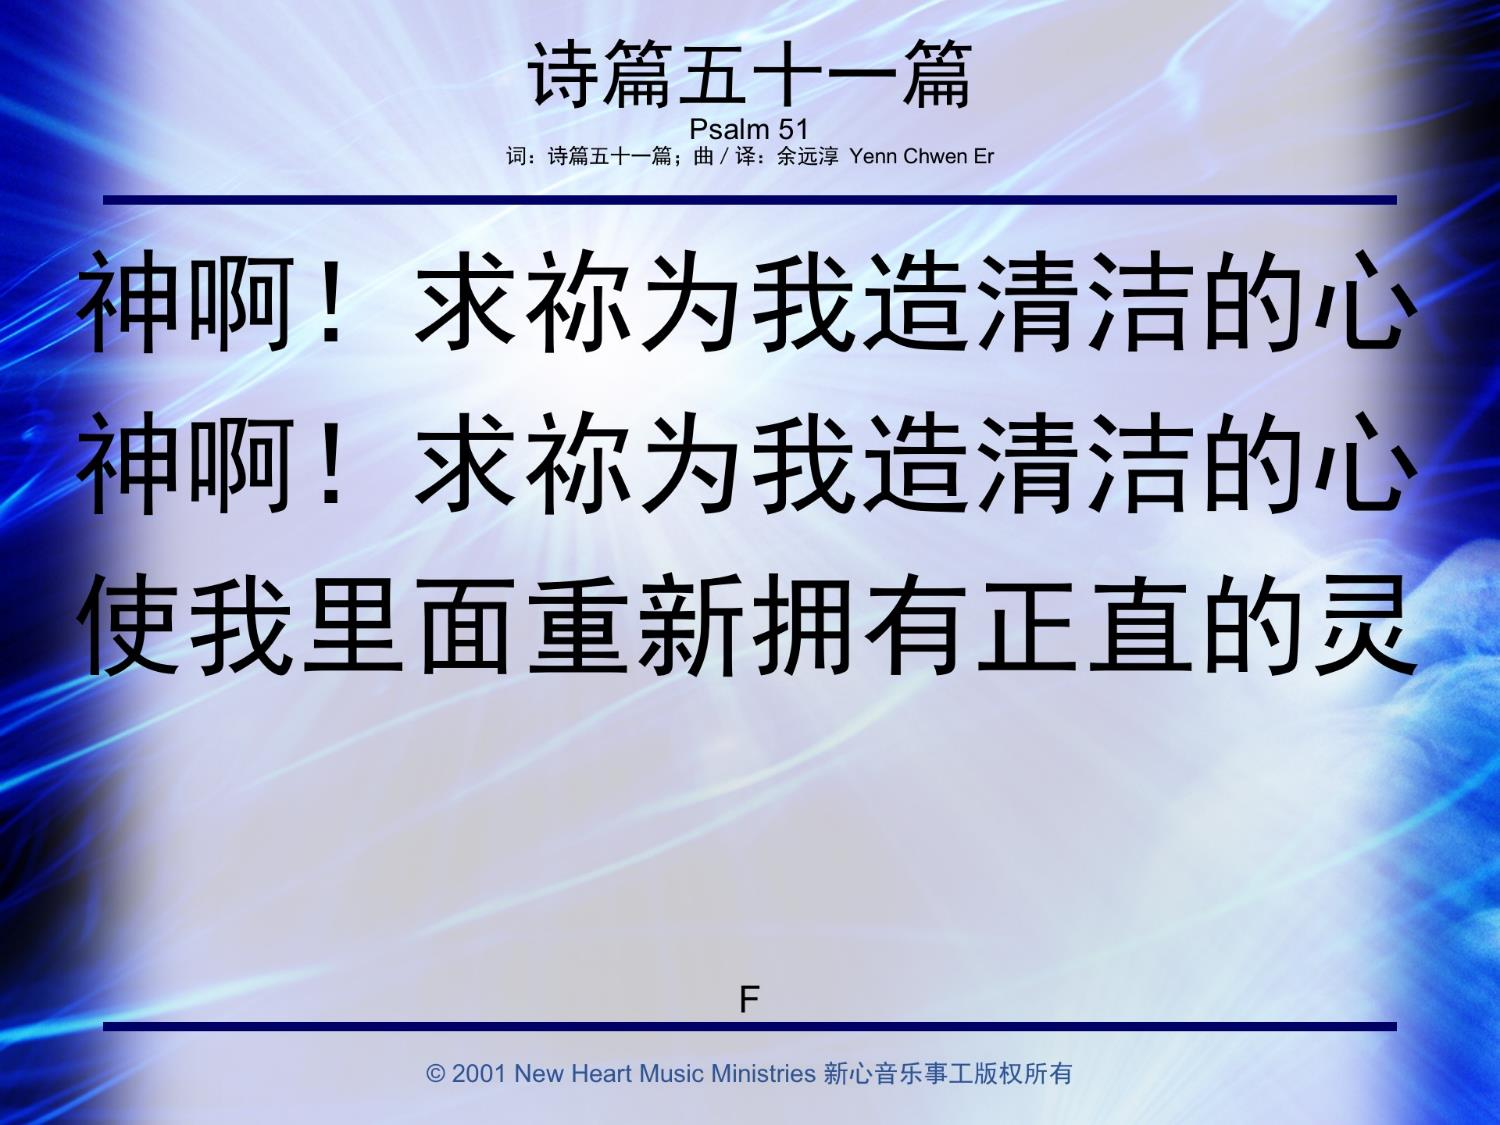 诗篇五十一篇
Psalm 51
词：诗篇五十一篇；曲 / 译：余远淳 Yenn Chwen Er
神啊！求祢为我造清洁的心
神啊！求祢为我造清洁的心
使我里面重新拥有正直的灵
F
© 2001 New Heart Music Ministries 新心音乐事工版权所有